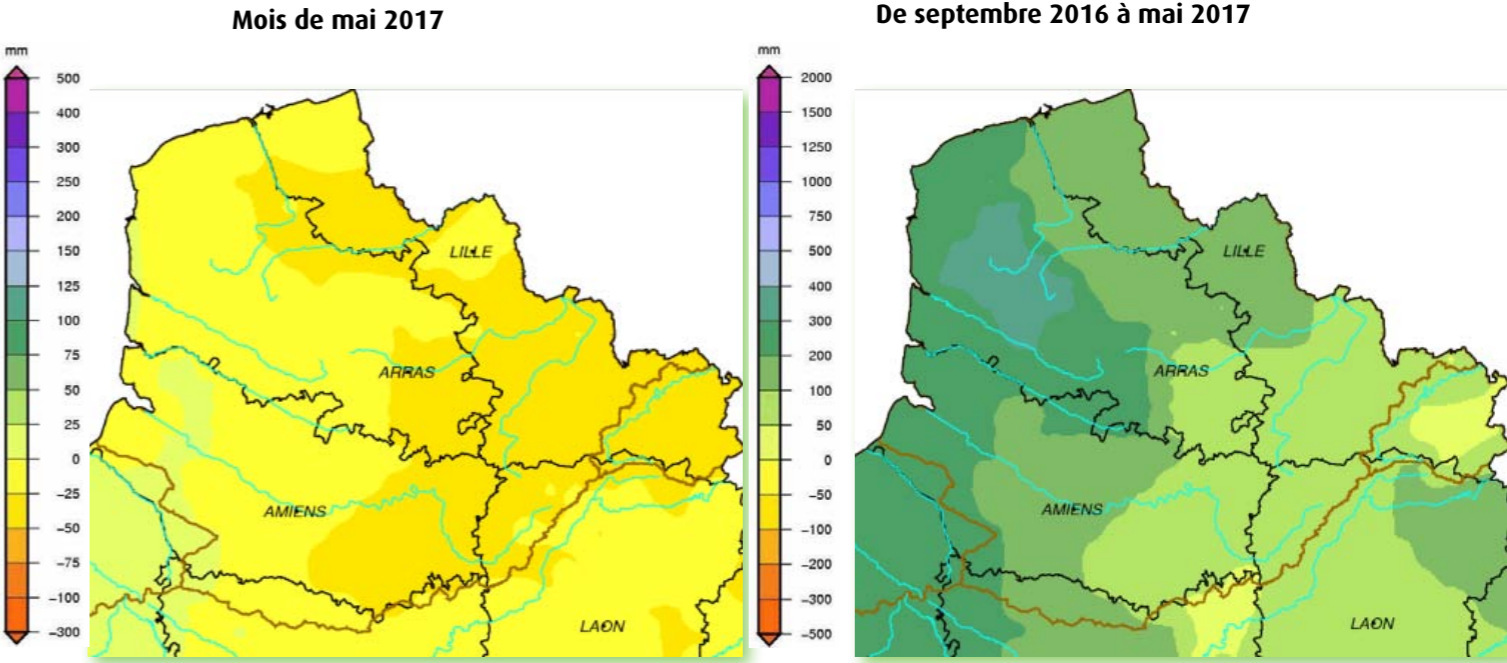 Mois de mai 2017
De septembre 2016 à mai 2017
mm
500
400
300
250
200
150
125
100
75
50
25
0
−25
−50
−75
−100
−300
LILLE
ARRAS
AMIENS
LAON
mm
2000
1500
1250
1000
750
500
400
300
200
100
50
0
−50
−100
−200
−300
−500
LILLE
ARRAS
AMIENS
LAON